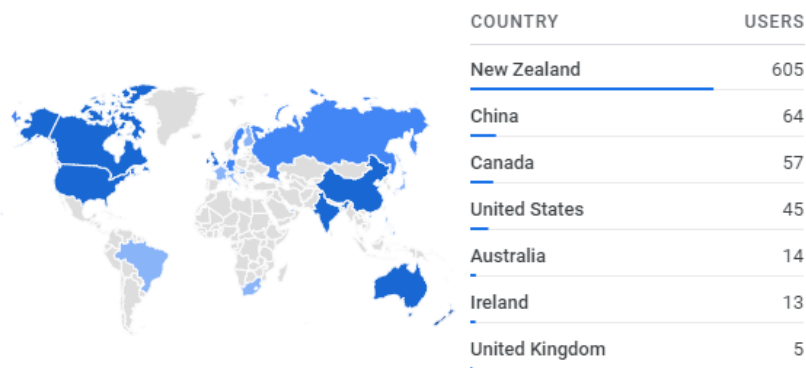 COUNTRY USERS
New Zealand 605
China 64
Canada 57
United States 45
Australia 14
Ireland 13
United Kingdom 5